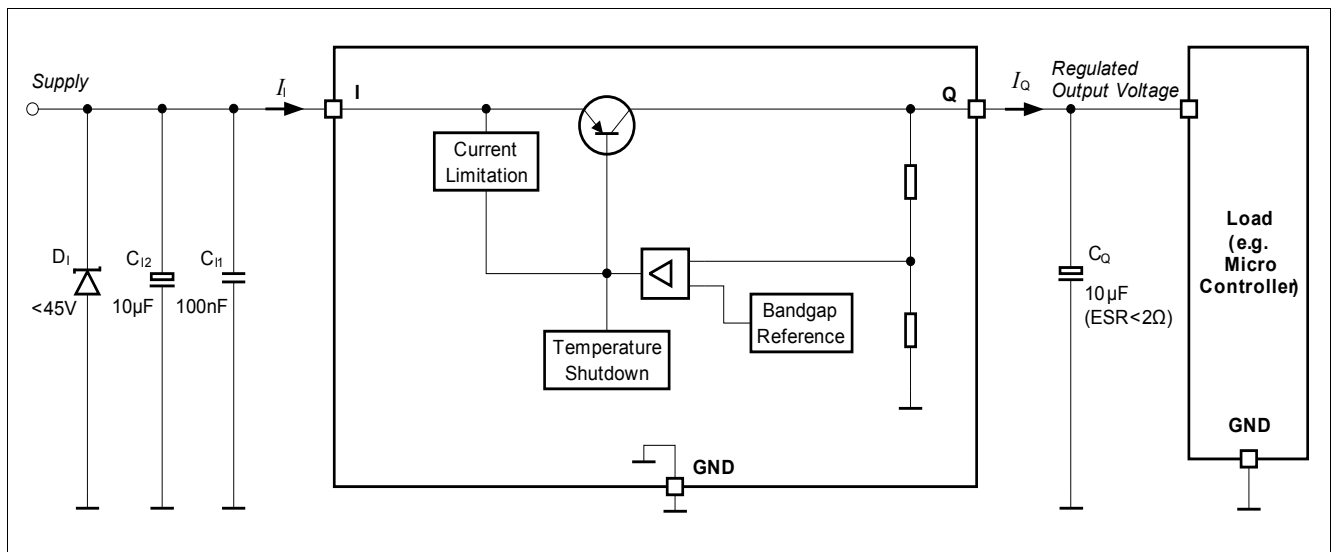 Supply
I_I
I
Q
I_Q
Regulated
Output Voltage
Current
Limitation
D_I
<45V
C_I2
10µF
C_I1
100nF
Bandgap
Reference
Temperature
Shutdown
C_Q
10µF
(ESR<2Ω)
Load
(e.g.
Micro
Controller)
GND
GND